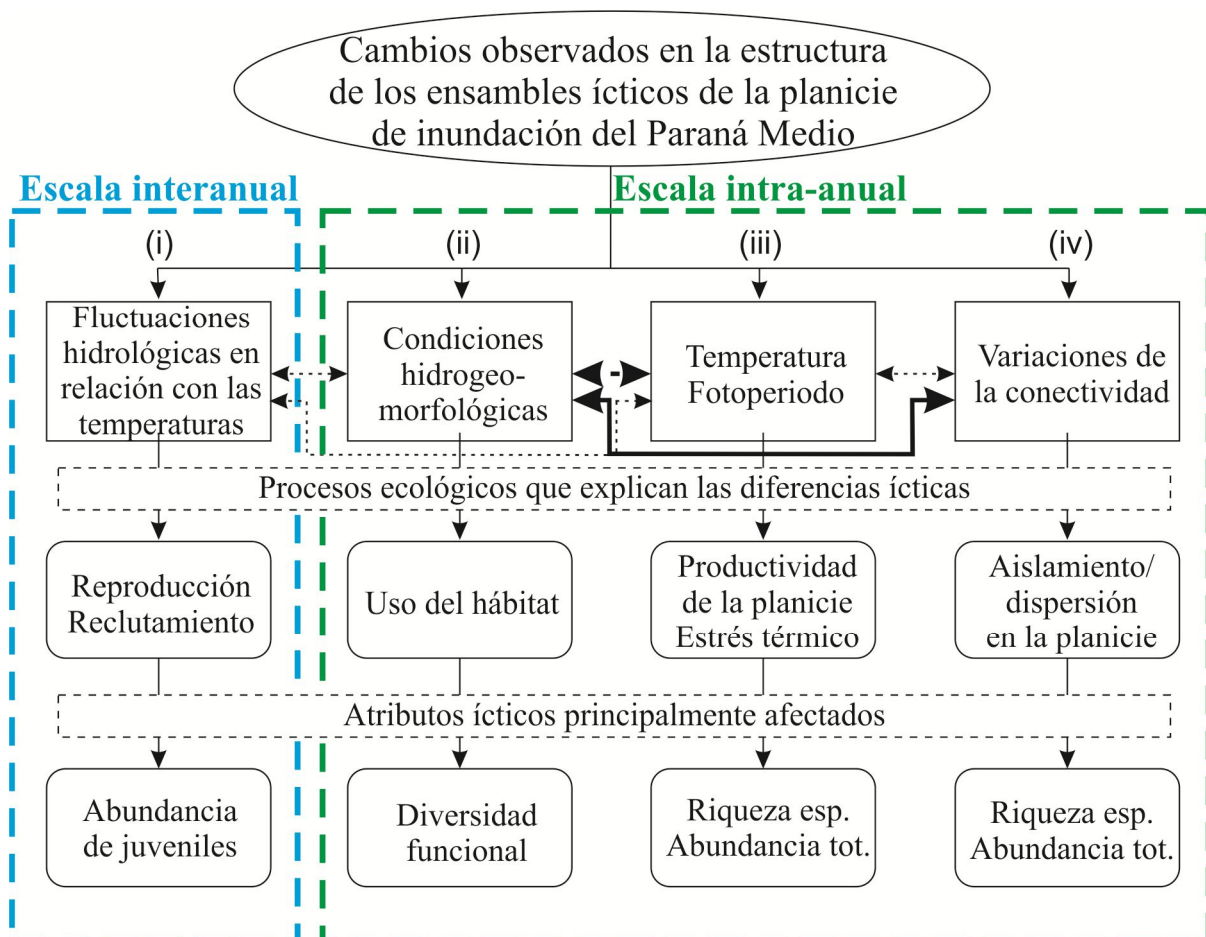 Cambios observados en la estructura
de los ensambles ícticos de la planicie
de inundación del Paraná Medio
Escala interanual
Escala intra-anual
(i)
(ii)
(iii)
(iv)
Fluctuaciones
hidrológicas en
relación con las
temperaturas
Condiciones
hidrogeo-
morfológicas
Temperatura
Fotoperiodo
Variaciones de
la conectividad
Procesos ecológicos que explican las diferencias ícticas
Reproducción
Reclutamiento
Uso del hábitat
Productividad
de la planicie
Estrés térmico
Aislamiento/
dispersión
en la planicie
Atributos ícticos principalmente afectados
Abundancia
de juveniles
Diversidad
funcional
Riqueza esp.
Abundancia tot.
Riqueza esp.
Abundancia tot.